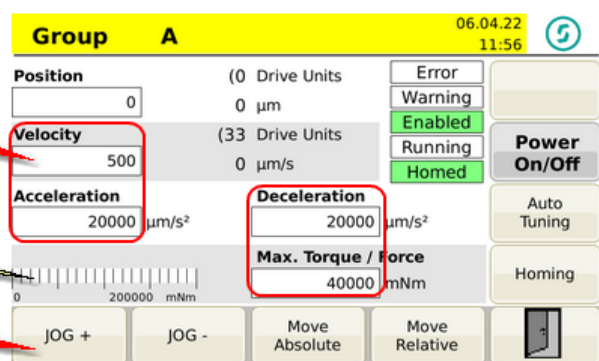 Group A
06.04.22
11:56
Position
(0 Drive Units
0
0 µm
Error
Warning
Enabled
Running
Homed
Velocity
(33 Drive Units
500
0 µm/s
Power
On/Off
Acceleration
Deceleration
20000 µm/s²
20000 µm/s²
Auto
Tuning
Max. Torque / Force
40000 mNm
0 200000 mNm
Homing
JOG +
JOG -
Move
Absolute
Move
Relative